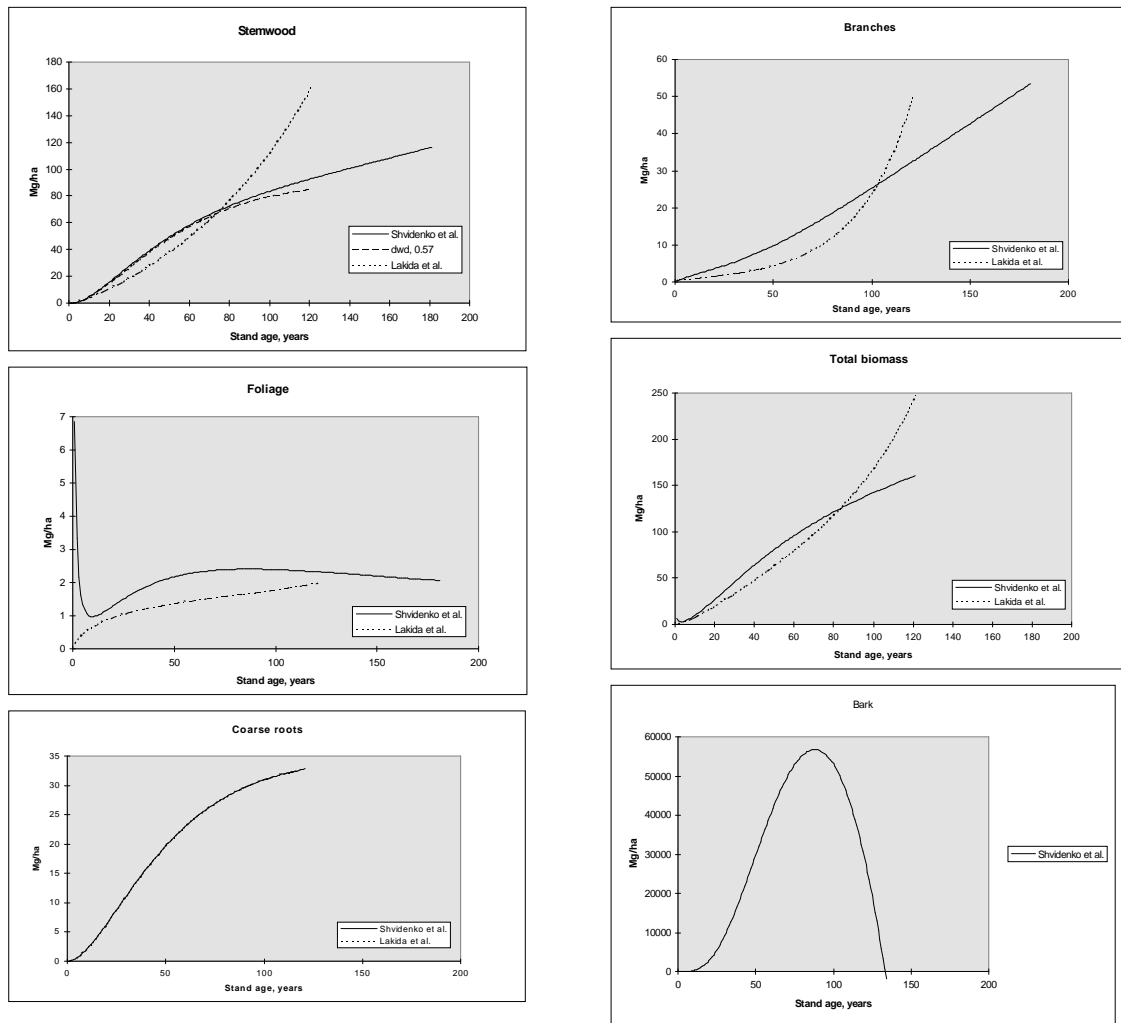 Stemwood
180
160
140
120
100
80
60
40
20
0
Mg/ha
0 20 40 60 80 100 120 140 160 180 200
Stand age, years
Shvidenko et al.
dwd, 0.57
Lakida et al.
Branches
60
50
40
30
20
10
0
Mg/ha
0 50 100 150 200
Stand age, years
Shvidenko et al.
Lakida et al.
Foliage
7
6
5
4
3
2
1
0
Mg/ha
0 50 100 150 200
Stand age, years
Shvidenko et al.
Lakida et al.
Total biomass
250
200
150
100
50
0
Mg/ha
0 20 40 60 80 100 120 140 160 180 200
Stand age, years
Shvidenko et al.
Lakida et al.
Coarse roots
35
30
25
20
15
10
5
0
Mg/ha
0 50 100 150 200
Stand age, years
Shvidenko et al.
Lakida et al.
Bark
60000
50000
40000
30000
20000
10000
0
Mg/ha
0 50 100 150 200
Stand age, years
Shvidenko et al.